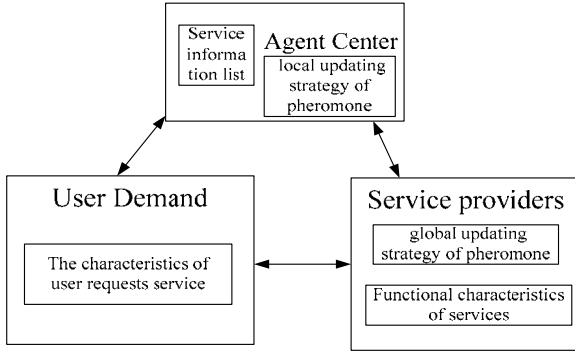 Service
informa
tion list
Agent Center
local updating
strategy of
pheromone
User Demand
The characteristics of
user requests service
Service providers
global updating
strategy of pheromone
Functional characteristics
of services